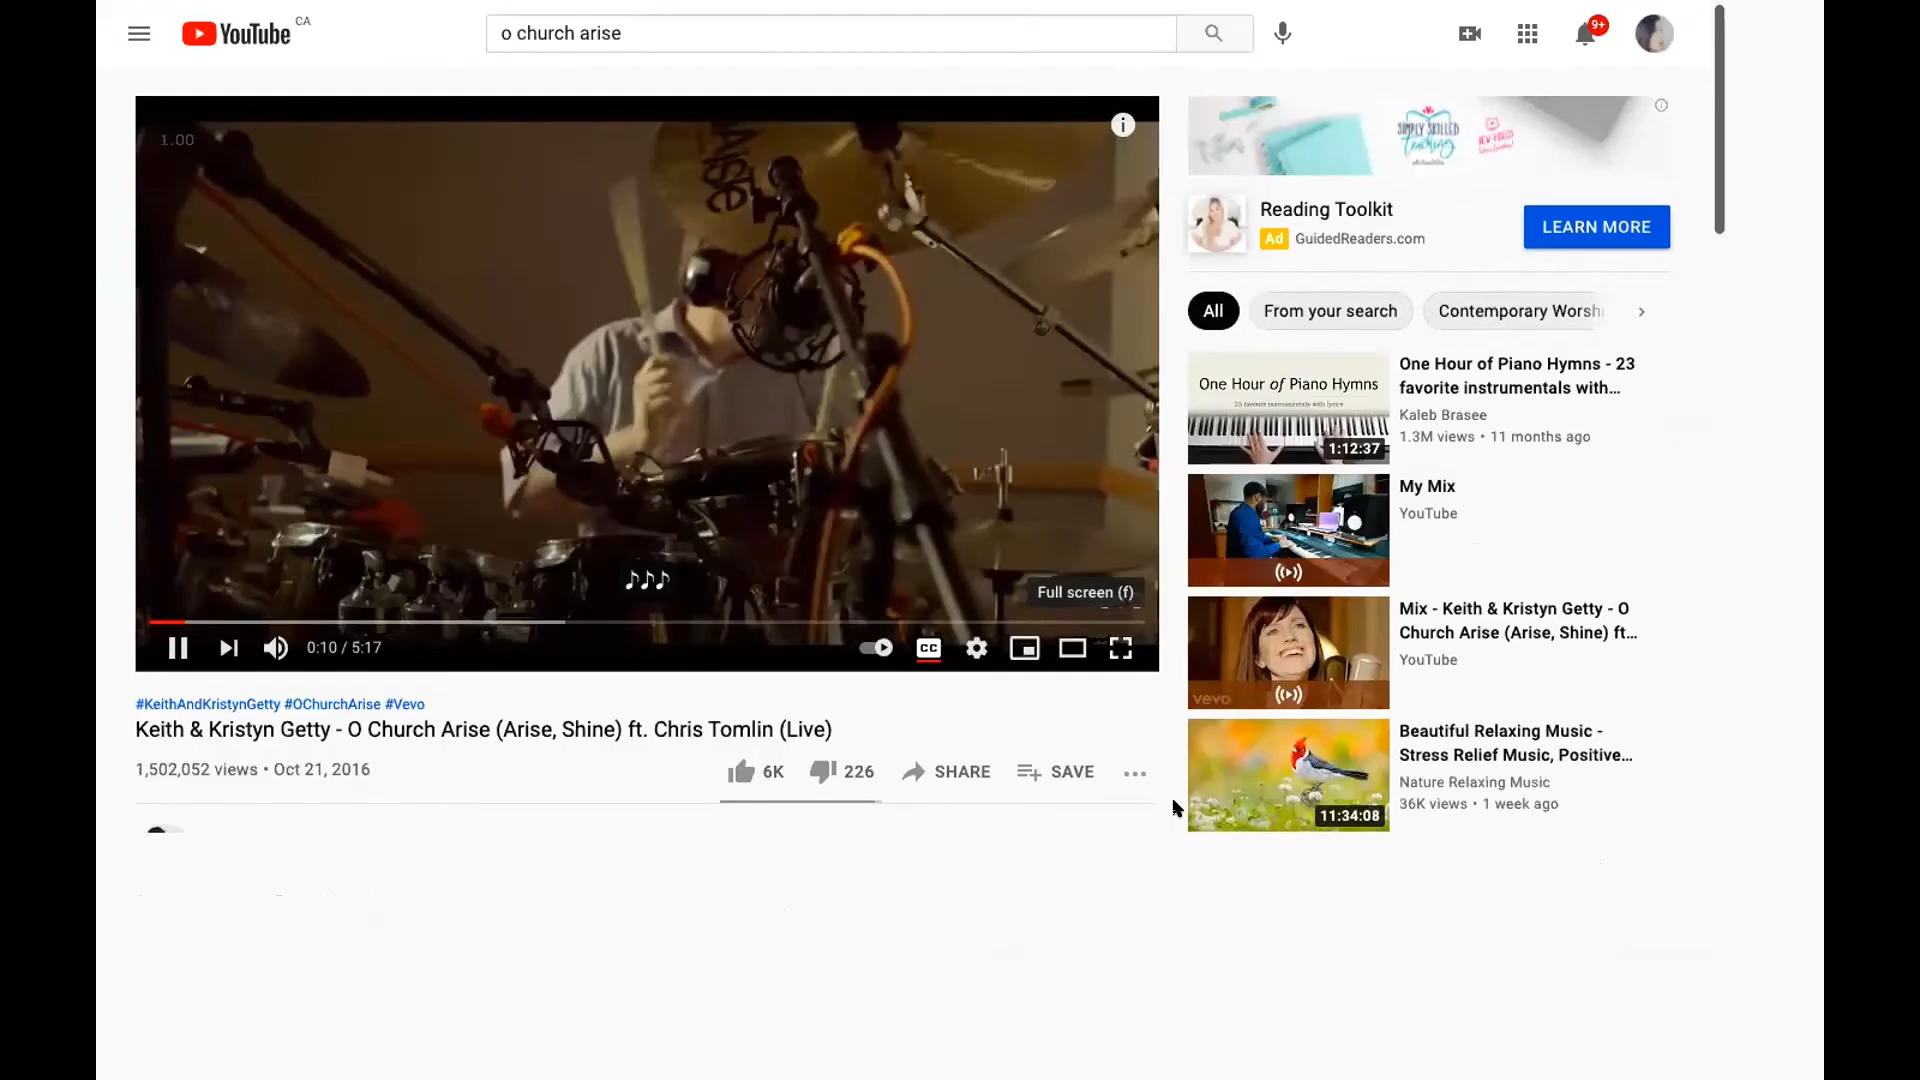 YouTube CA
o church arise
9+
1.00
♪♪♪
Full screen (f)
0:10 / 5:17
CC
#KeithAndKristynGetty #OChurchArise #Vevo
Keith & Kristyn Getty - O Church Arise (Arise, Shine) ft. Chris Tomlin (Live)
1,502,052 views • Oct 21, 2016
6K
226
SHARE
SAVE
SIMPLY SKILLED
teaching
Reading Toolkit
Ad GuidedReaders.com
LEARN MORE
All
From your search
Contemporary Worsh
One Hour of Piano Hymns
1:12:37
One Hour of Piano Hymns - 23
favorite instrumentals with...
Kaleb Brasee
1.3M views • 11 months ago
My Mix
YouTube
vevo
Mix - Keith & Kristyn Getty - O
Church Arise (Arise, Shine) ft...
YouTube
11:34:08
Beautiful Relaxing Music -
Stress Relief Music, Positive...
Nature Relaxing Music
36K views • 1 week ago